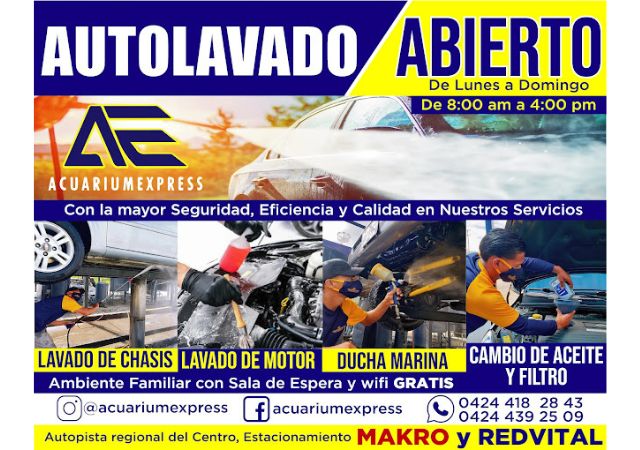 AUTOLAVADO
ABIERTO
De Lunes a Domingo
De 8:00 am a 4:00 pm
AE
ACUARIUMEXPRESS
Con la mayor Seguridad, Eficiencia y Calidad en Nuestros Servicios
LAVADO DE CHASIS
LAVADO DE MOTOR
DUCHA MARINA
CAMBIO DE ACEITE
Y FILTRO
Ambiente Familiar con Sala de Espera y wifi GRATIS
@acuariumexpress
acuariumexpress
0424 418 28 43
0424 439 25 09
Autopista regional del Centro, Estacionamiento MAKRO y REDVITAL